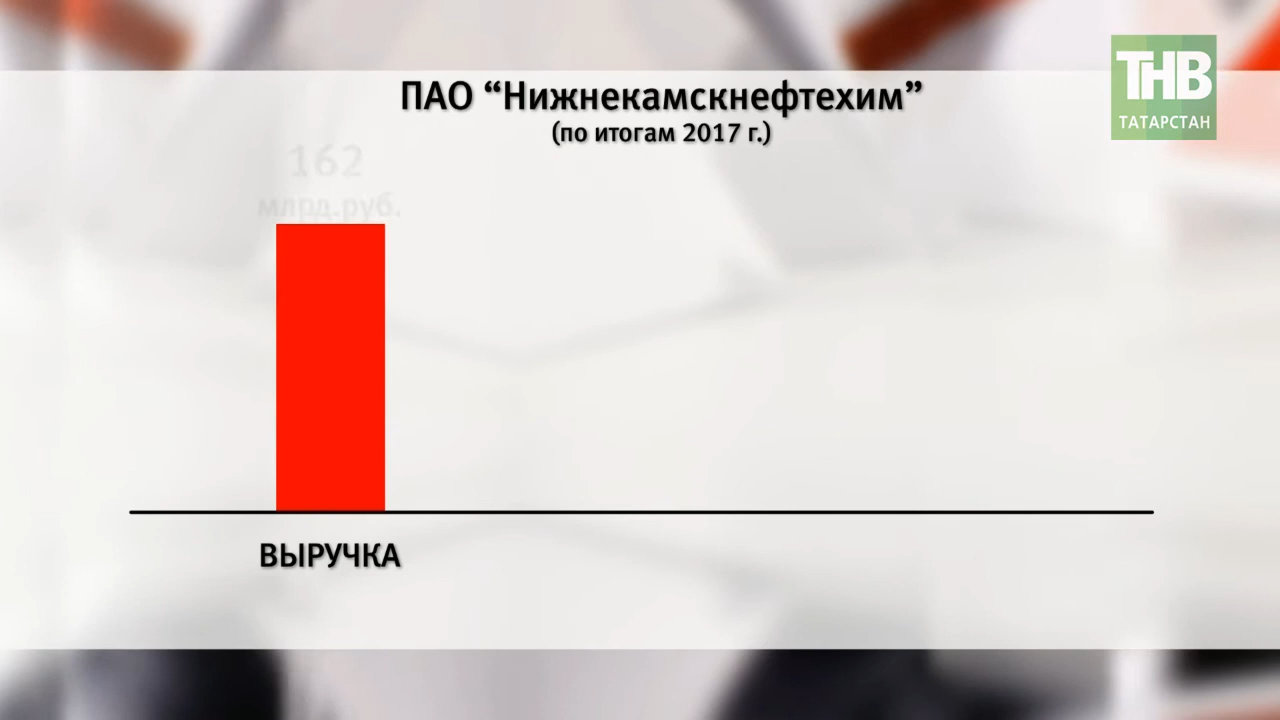 ПАО “Нижнекамскнефтехим”
(по итогам 2017 г.)
ТНВ
ТАТАРСТАН
162
млрд.руб.
ВЫРУЧКА